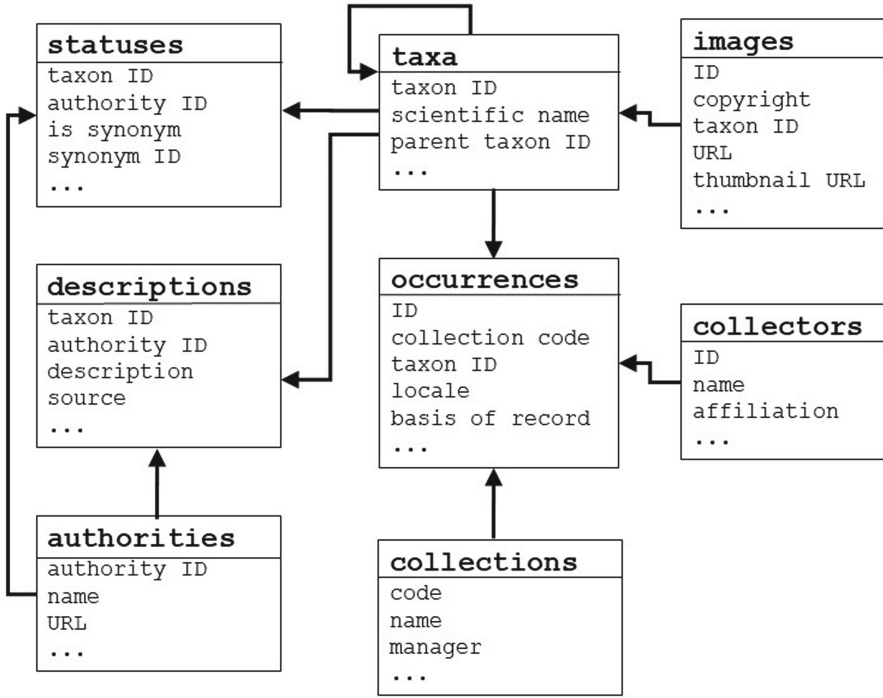 statuses
taxon ID
authority ID
is synonym
synonym ID
...
taxa
taxon ID
scientific name
parent taxon ID
...
images
ID
copyright
taxon ID
URL
thumbnail URL
...
descriptions
taxon ID
authority ID
description
source
...
occurrences
ID
collection code
taxon ID
locale
basis of record
...
collectors
ID
name
affiliation
...
authorities
authority ID
name
URL
...
collections
code
name
manager
...